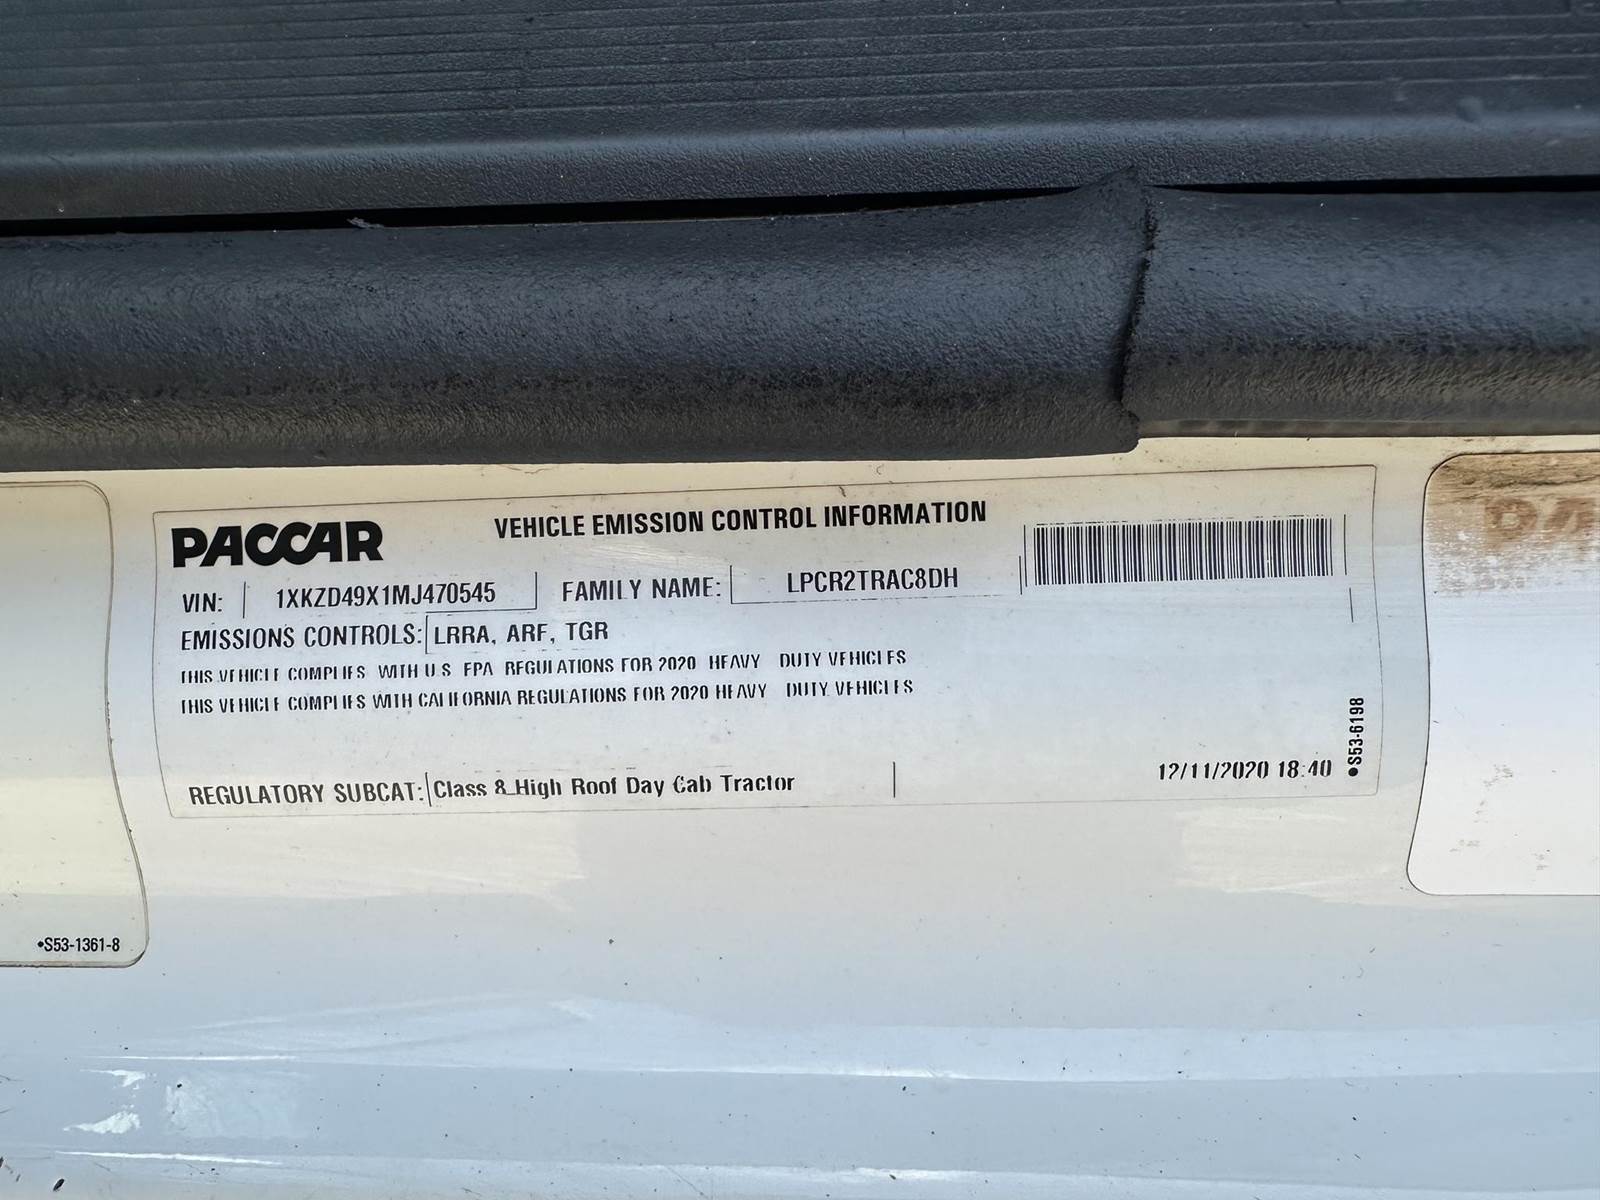 PACCAR
VEHICLE EMISSION CONTROL INFORMATION
VIN: 1XKZD49X1MJ470545 FAMILY NAME: LPCR2TRAC8DH
EMISSIONS CONTROLS: LRRA, ARF, TGR
THIS VEHICLE COMPLIES WITH U.S. EPA REGULATIONS FOR 2020 HEAVY DUTY VEHICLES
THIS VEHICLE COMPLIES WITH CALIFORNIA REGULATIONS FOR 2020 HEAVY DUTY VEHICLES
REGULATORY SUBCAT: Class 8 High Roof Day Cab Tractor
12/11/2020 18:40
•S53-6198
•S53-1361-8